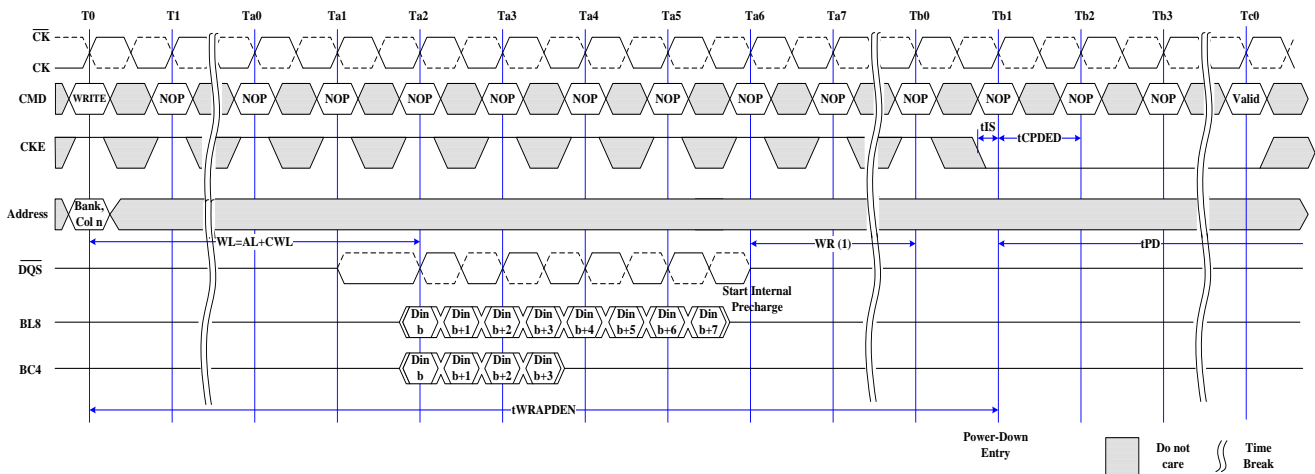 T0 T1 Ta0 Ta1 Ta2 Ta3 Ta4 Ta5 Ta6 Ta7 Tb0 Tb1 Tb2 Tb3 Tc0
CK
CK
CMD WRITE NOP NOP NOP NOP NOP NOP NOP NOP NOP NOP NOP NOP NOP Valid
tIS
tCPDED
CKE
Address Bank, Col n
WL=AL+CWL WR (1) tPD
DQS
Start Internal
Precharge
BL8 Din b Din b+1 Din b+2 Din b+3 Din b+4 Din b+5 Din b+6 Din b+7
BC4 Din b Din b+1 Din b+2 Din b+3
tWRAPDEN
Power-Down
Entry
Do not
care
Time
Break